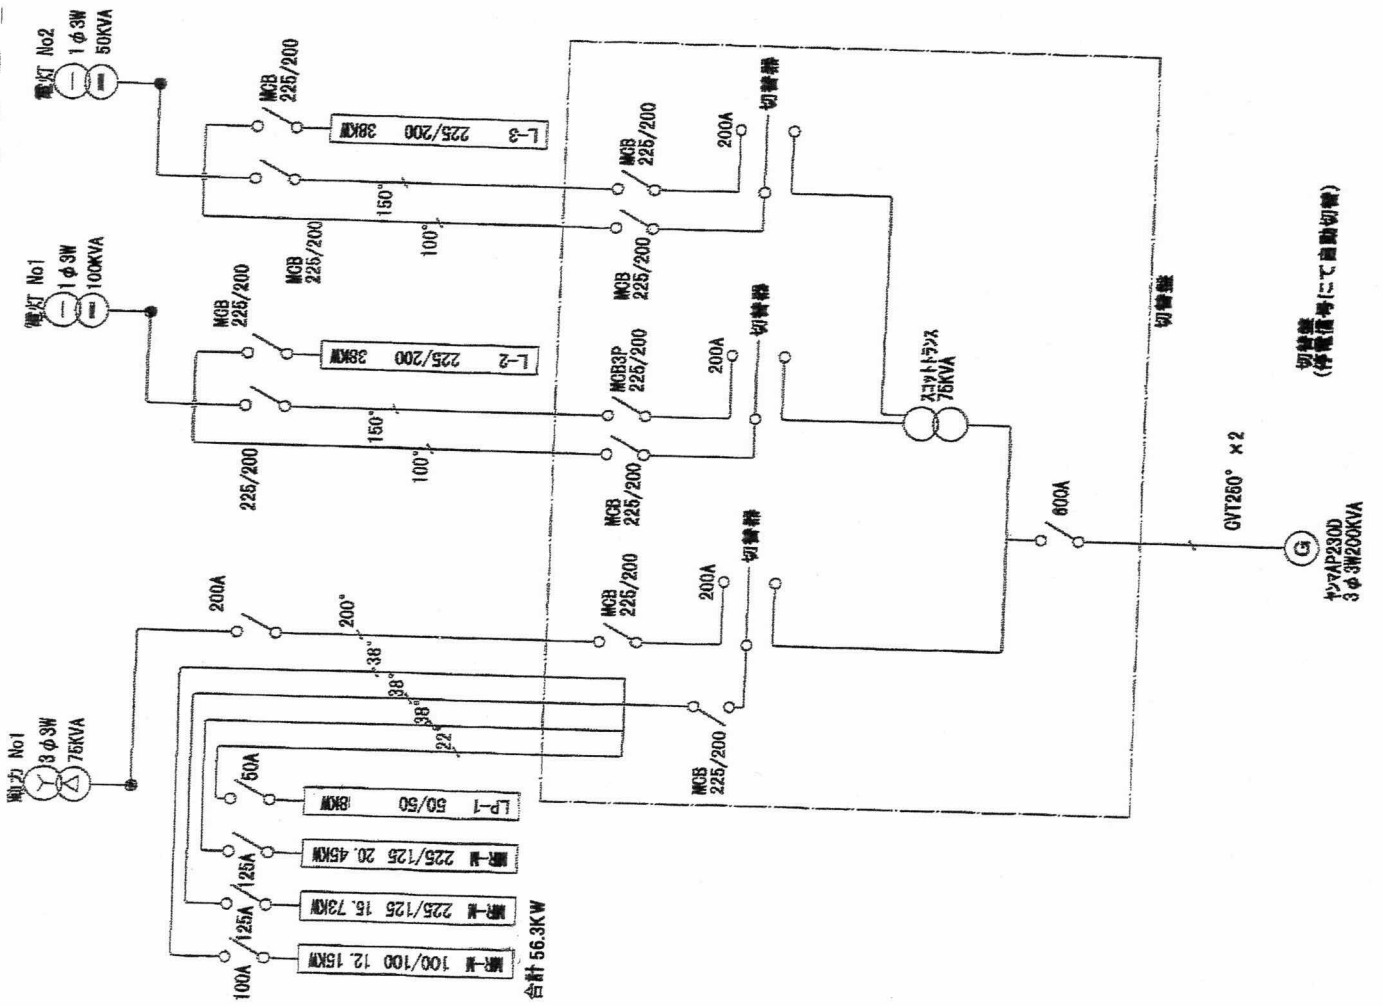 電灯 No2
1φ3W
50KVA
MCB
225/200
L-3 225/200 38KW
MCB
225/200
150°
100°
MCB
225/200
MCB
225/200
200A
切替器
電灯 No1
1φ3W
100KVA
MCB
225/200
L-2 225/200 38KW
225/200
150°
100°
MCB3P
225/200
MCB
225/200
200A
切替器
動力 No1
3φ3W
75KVA
200A
200°
38°
38°
38°
22°
MCB
225/200
200A
切替器
MCB
225/200
50A
LP-1 50/50 8KW
125A
MR-M 225/125 20.45KW
125A
MR-M 225/125 15.73KW
100A
MR-M 100/100 12.15KW
合計 56.3KW
スコットトランス
75KVA
600A
切替盤
切替盤
(停電信号にて自動切替)
GVT250° ×2
G
ヤンマAP230D
3φ3W200KVA